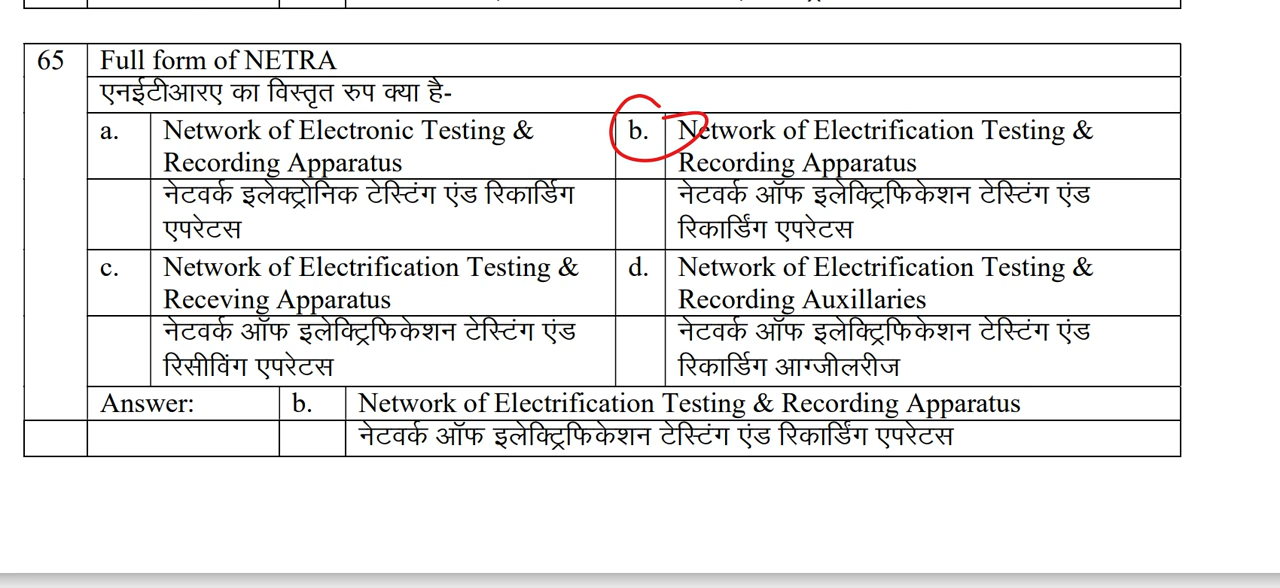 65 Full form of NETRA
एनईटीआरए का विस्तृत रुप क्या है-
a. Network of Electronic Testing &
Recording Apparatus
नेटवर्क इलेक्ट्रोनिक टेस्टिंग एंड रिकार्डिग
एपरेटस
b. Network of Electrification Testing &
Recording Apparatus
नेटवर्क ऑफ इलेक्ट्रिफिकेशन टेस्टिंग एंड
रिकार्डिंग एपरेटस
c. Network of Electrification Testing &
Receving Apparatus
नेटवर्क ऑफ इलेक्ट्रिफिकेशन टेस्टिंग एंड
रिसीविंग एपरेटस
d. Network of Electrification Testing &
Recording Auxillaries
नेटवर्क ऑफ इलेक्ट्रिफिकेशन टेस्टिंग एंड
रिकार्डिग आग्जीलरीज
Answer: b. Network of Electrification Testing & Recording Apparatus
नेटवर्क ऑफ इलेक्ट्रिफिकेशन टेस्टिंग एंड रिकार्डिंग एपरेटस